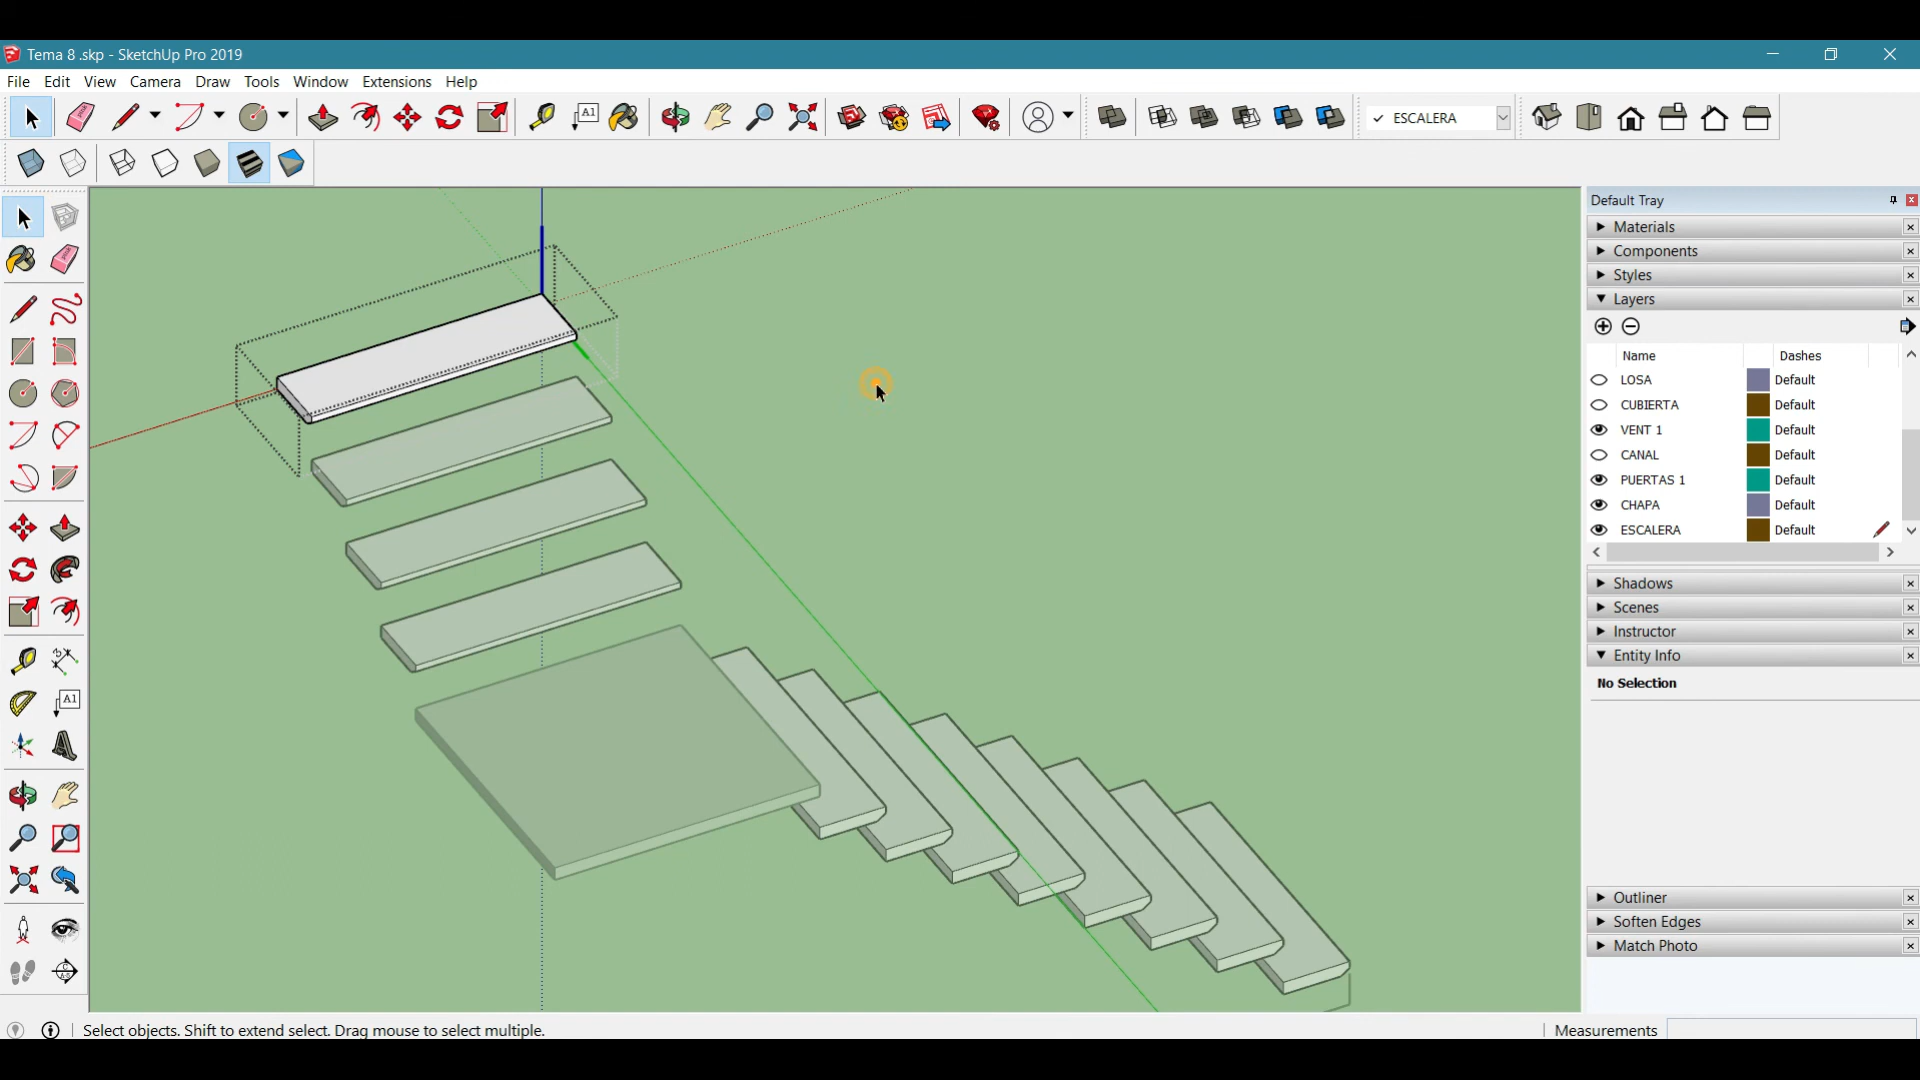 Tema 8 .skp - SketchUp Pro 2019
File Edit View Camera Draw Tools Window Extensions Help
A1
✓ ESCALERA
Default Tray
Materials
Components
Styles
Layers
Name Dashes
LOSA Default
CUBIERTA Default
VENT 1 Default
CANAL Default
PUERTAS 1 Default
CHAPA Default
ESCALERA Default
Shadows
Scenes
Instructor
Entity Info
No Selection
A1
Outliner
Soften Edges
Match Photo
Select objects. Shift to extend select. Drag mouse to select multiple.
Measurements